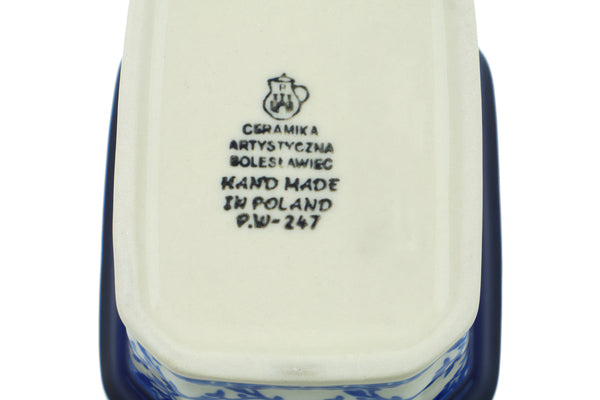 P
CERAMIKA
ARTYSTYCZNA
BOLESŁAWIEC
HAND MADE
IN POLAND
P.W-247